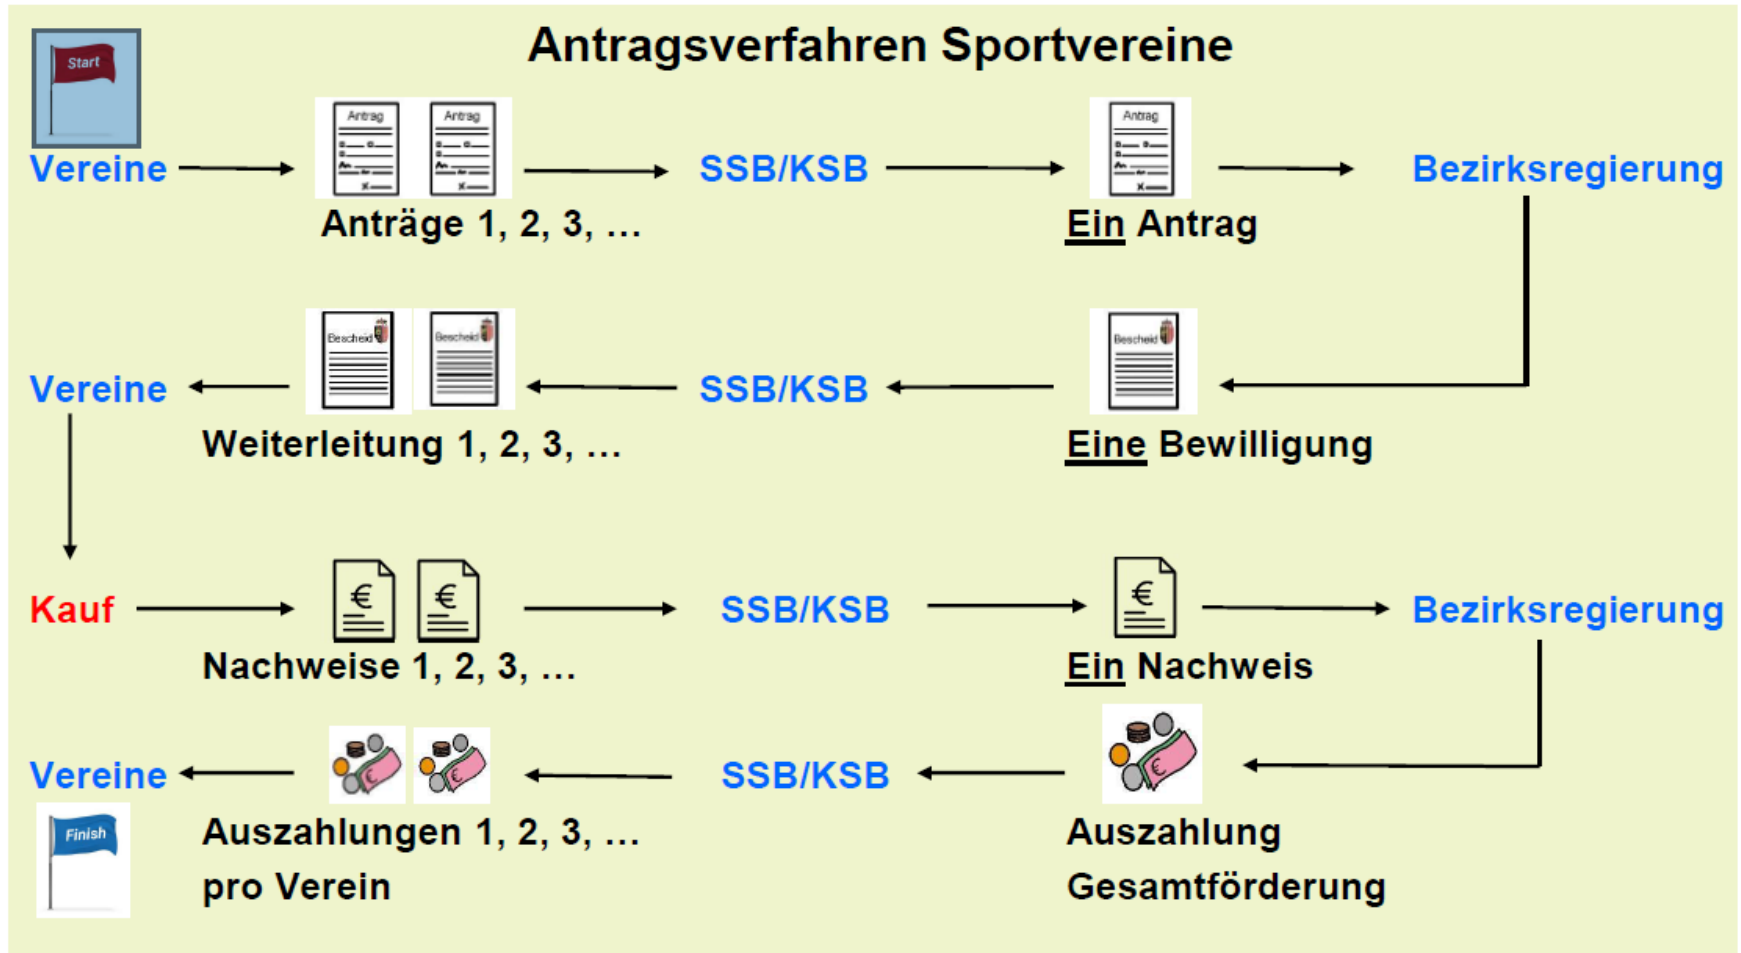 Antragsverfahren Sportvereine
Start
Antrag Antrag Antrag
Vereine SSB/KSB Bezirksregierung
Anträge 1, 2, 3, … Ein Antrag
Bescheid Bescheid Bescheid
Vereine SSB/KSB
Weiterleitung 1, 2, 3, … Eine Bewilligung
€ € €
Kauf SSB/KSB Bezirksregierung
Nachweise 1, 2, 3, … Ein Nachweis
€ € €
Vereine SSB/KSB
Finish
Auszahlungen 1, 2, 3, … Auszahlung
pro Verein Gesamtförderung